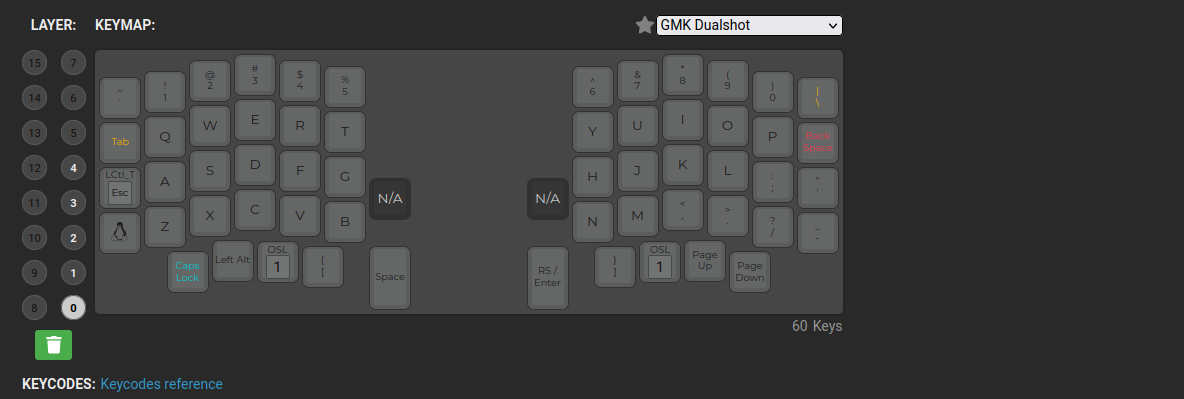 LAYER: KEYMAP: GMK Dualshot
15 7
14 6
13 5
12 4
11 3
10 2
9 1
8 0
~ ` ! 1 @ 2 # 3 $ 4 % 5 ^ 6 & 7 * 8 ( 9 ) 0 | \
Tab Q W E R T Y U I O P Back Space
LCtl_T Esc A S D F G H J K L : ; " '
Z X C V B N/A N/A N M < , > . ? / _ -
Caps Lock Left Alt OSL 1 { [ Space RS / Enter } ] OSL 1 Page Up Page Down
60 Keys
KEYCODES: Keycodes reference